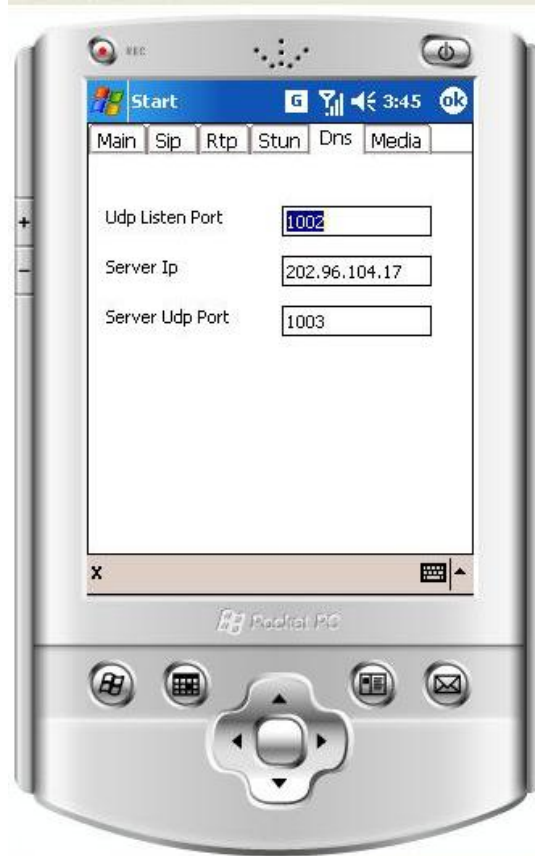 REC
Start G 3:45 ok
Main Sip Rtp Stun Dns Media
Udp Listen Port 1002
Server Ip 202.96.104.17
Server Udp Port 1003
X
Pocket PC